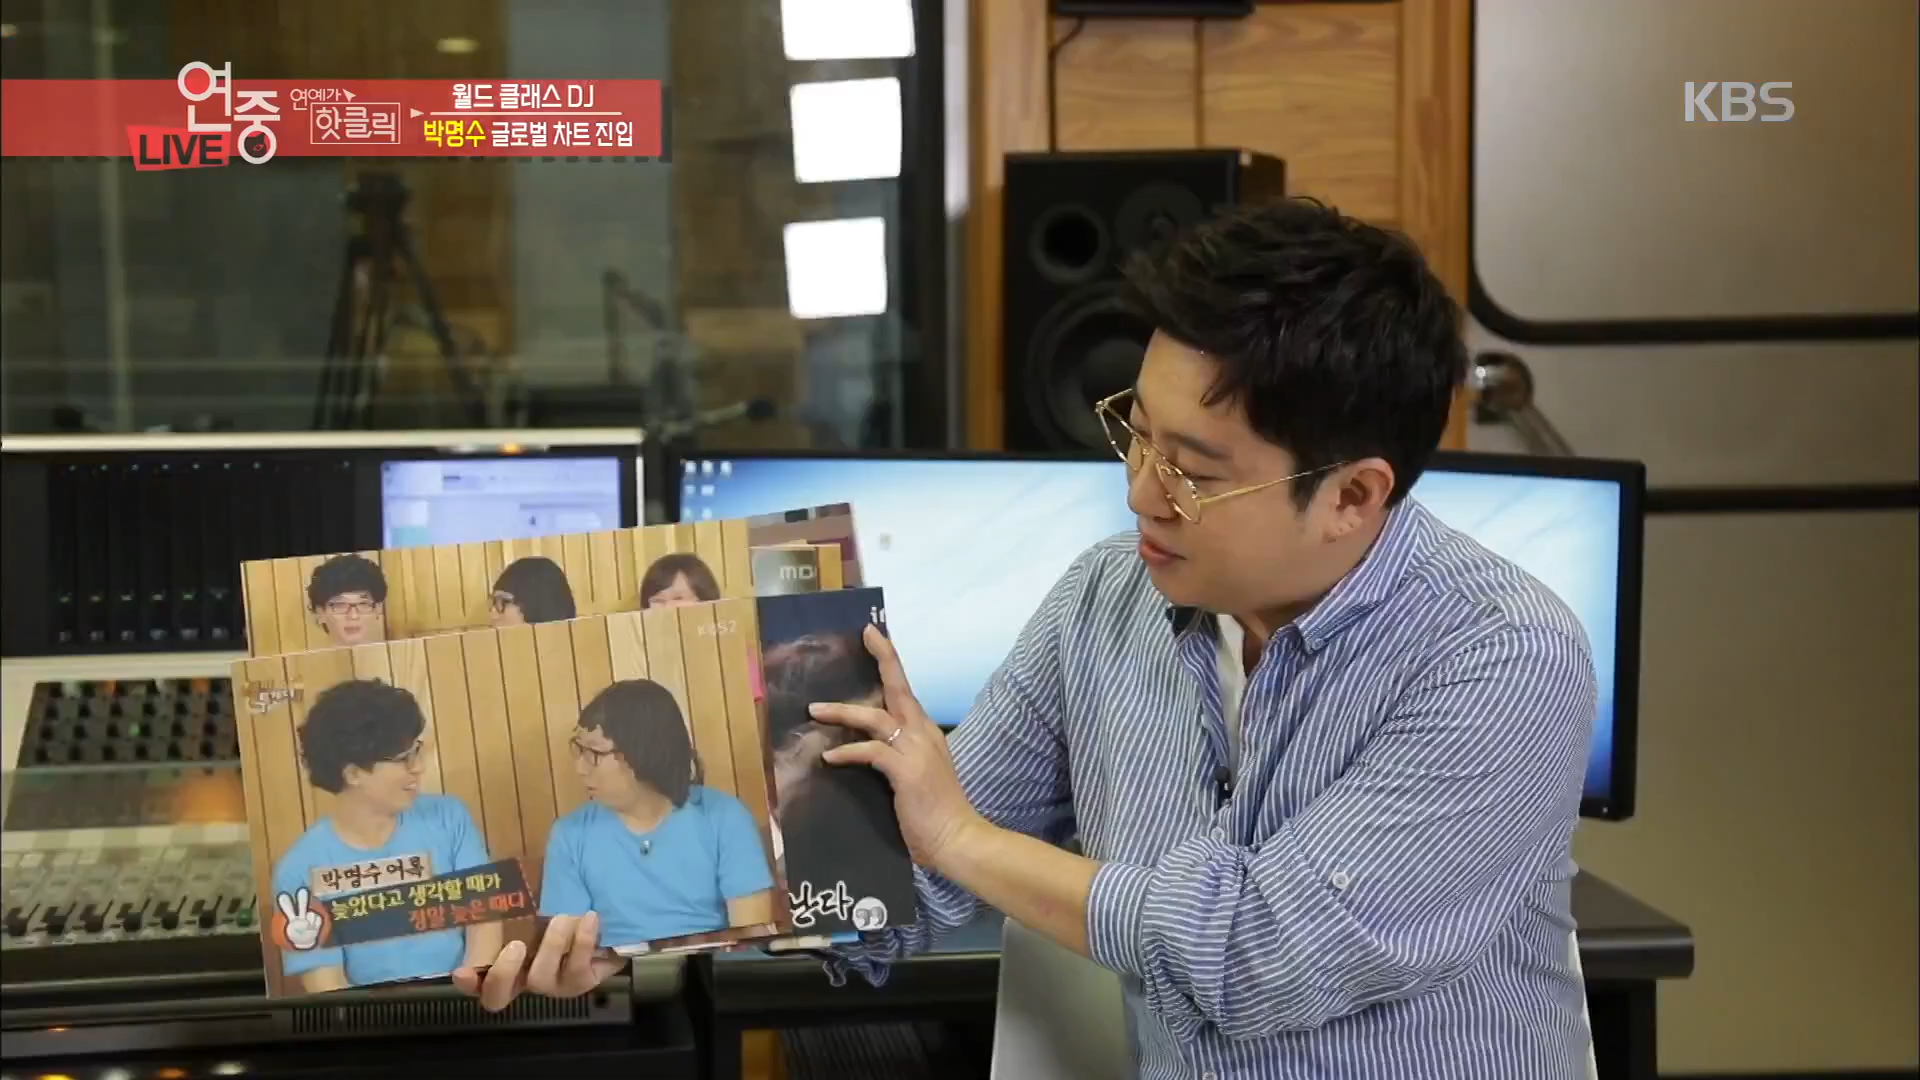 연중
LIVE
연예가
핫클릭
월드 클래스 DJ
박명수 글로벌 차트 진입
KBS
KBS2
박명수 어록
늦었다고 생각할 때가
정말 늦은 때다
난다